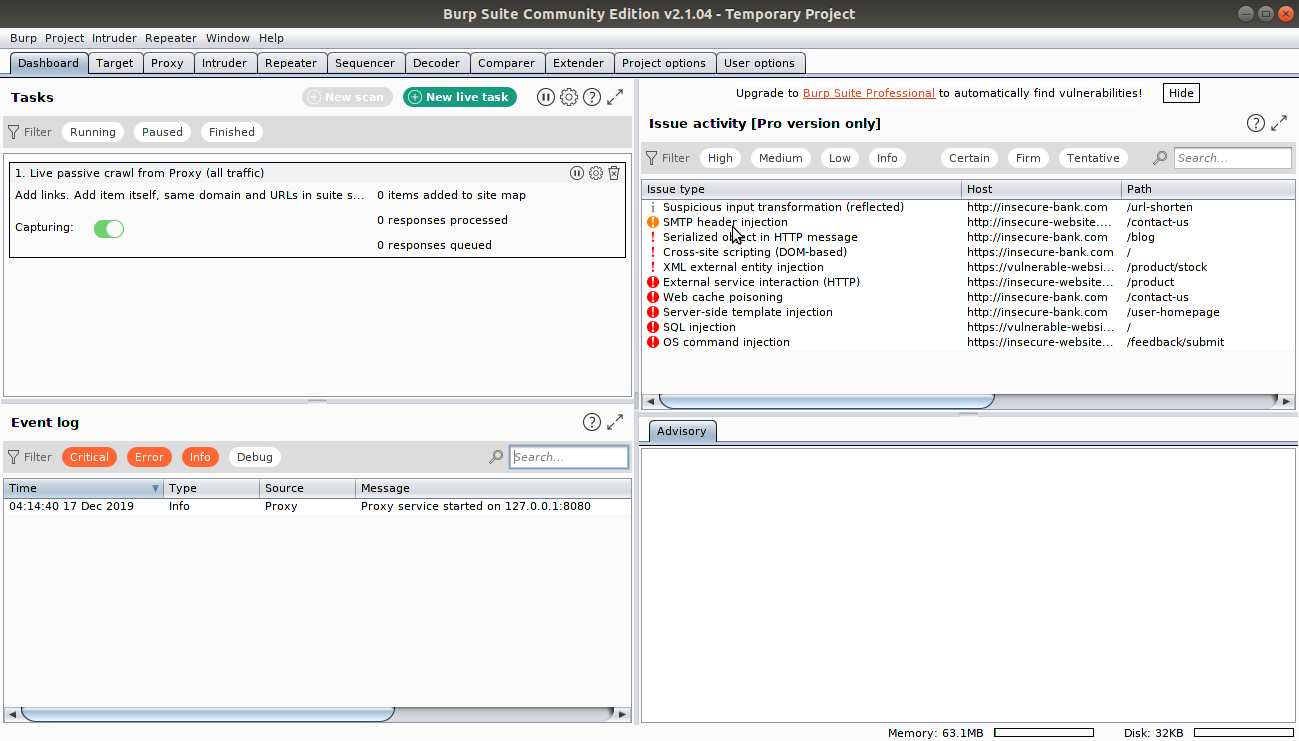 Burp Suite Community Edition v2.1.04 - Temporary Project
Burp Project Intruder Repeater Window Help
Dashboard Target Proxy Intruder Repeater Sequencer Decoder Comparer Extender Project options User options
Tasks
New scan
New live task
Filter Running Paused Finished
1. Live passive crawl from Proxy (all traffic)
Add links. Add item itself, same domain and URLs in suite s... 0 items added to site map
0 responses processed
Capturing:
0 responses queued
Event log
Filter Critical Error Info Debug Search...
Time Type Source Message
04:14:40 17 Dec 2019 Info Proxy Proxy service started on 127.0.0.1:8080
Upgrade to Burp Suite Professional to automatically find vulnerabilities! Hide
Issue activity [Pro version only]
Filter High Medium Low Info Certain Firm Tentative Search...
Issue type Host Path
Suspicious input transformation (reflected) http://insecure-bank.com /url-shorten
SMTP header injection http://insecure-website.... /contact-us
Serialized object in HTTP message http://insecure-bank.com /blog
Cross-site scripting (DOM-based) https://insecure-bank.com /
XML external entity injection https://vulnerable-websi... /product/stock
External service interaction (HTTP) https://insecure-website... /product
Web cache poisoning http://insecure-bank.com /contact-us
Server-side template injection http://insecure-bank.com /user-homepage
SQL injection https://vulnerable-websi... /
OS command injection https://insecure-website... /feedback/submit
Advisory
Memory: 63.1MB Disk: 32KB